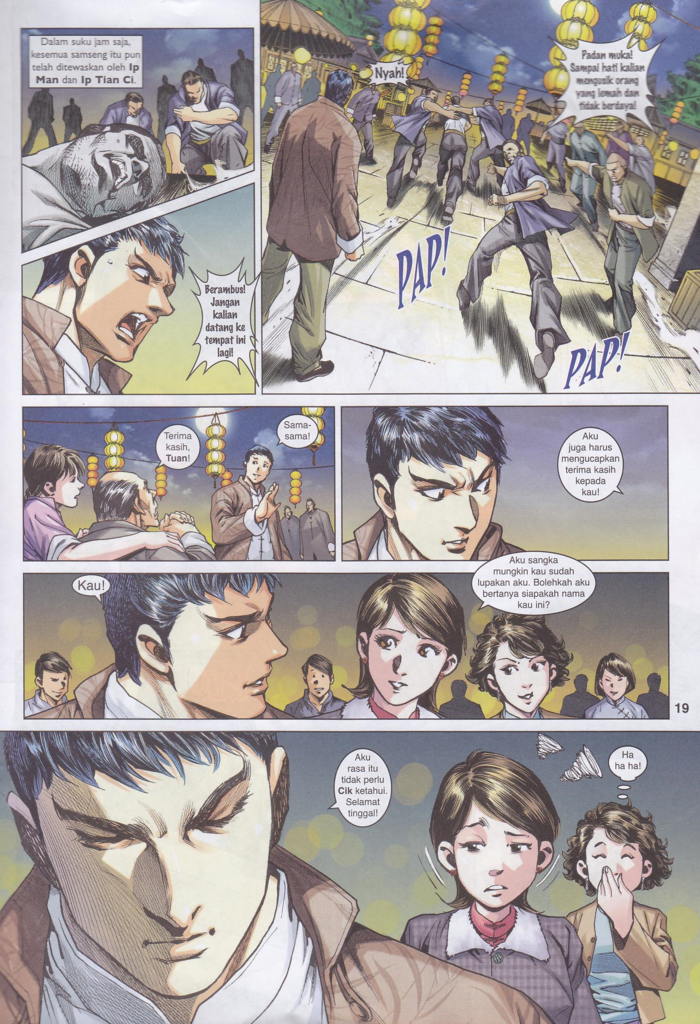 Dalam suku jam saja,
kesemua samseng itu pun
telah ditewaskan oleh Ip
Man dan Ip Tian Ci.
Nyah!
Padan muka!
Sampai hati kalian
mengusik orang
yang lemah dan
tidak berdaya!
PAP!
PAP!
Berambus!
Jangan
kalian
datang ke
tempat ini
lagi!
Terima
kasih,
Tuan!
Sama-
sama!
Aku
juga harus
mengucapkan
terima kasih
kepada
kau!
Kau!
Aku sangka
mungkin kau sudah
lupakan aku. Bolehkah aku
bertanya siapakah nama
kau ini?
19
Aku
rasa itu
tidak perlu
Cik ketahui.
Selamat
tinggal!
Ha
ha ha!